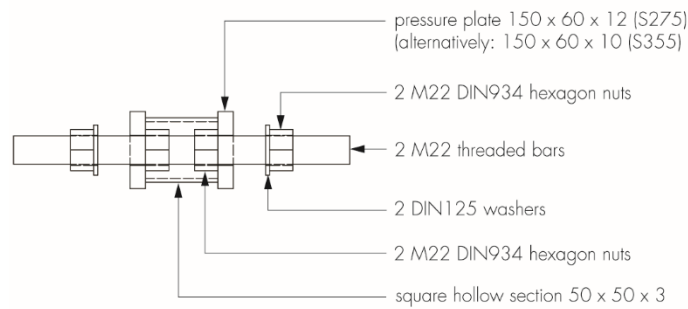 pressure plate 150 x 60 x 12 (S275)
(alternatively: 150 x 60 x 10 (S355)
2 M22 DIN934 hexagon nuts
2 M22 threaded bars
2 DIN125 washers
2 M22 DIN934 hexagon nuts
square hollow section 50 x 50 x 3